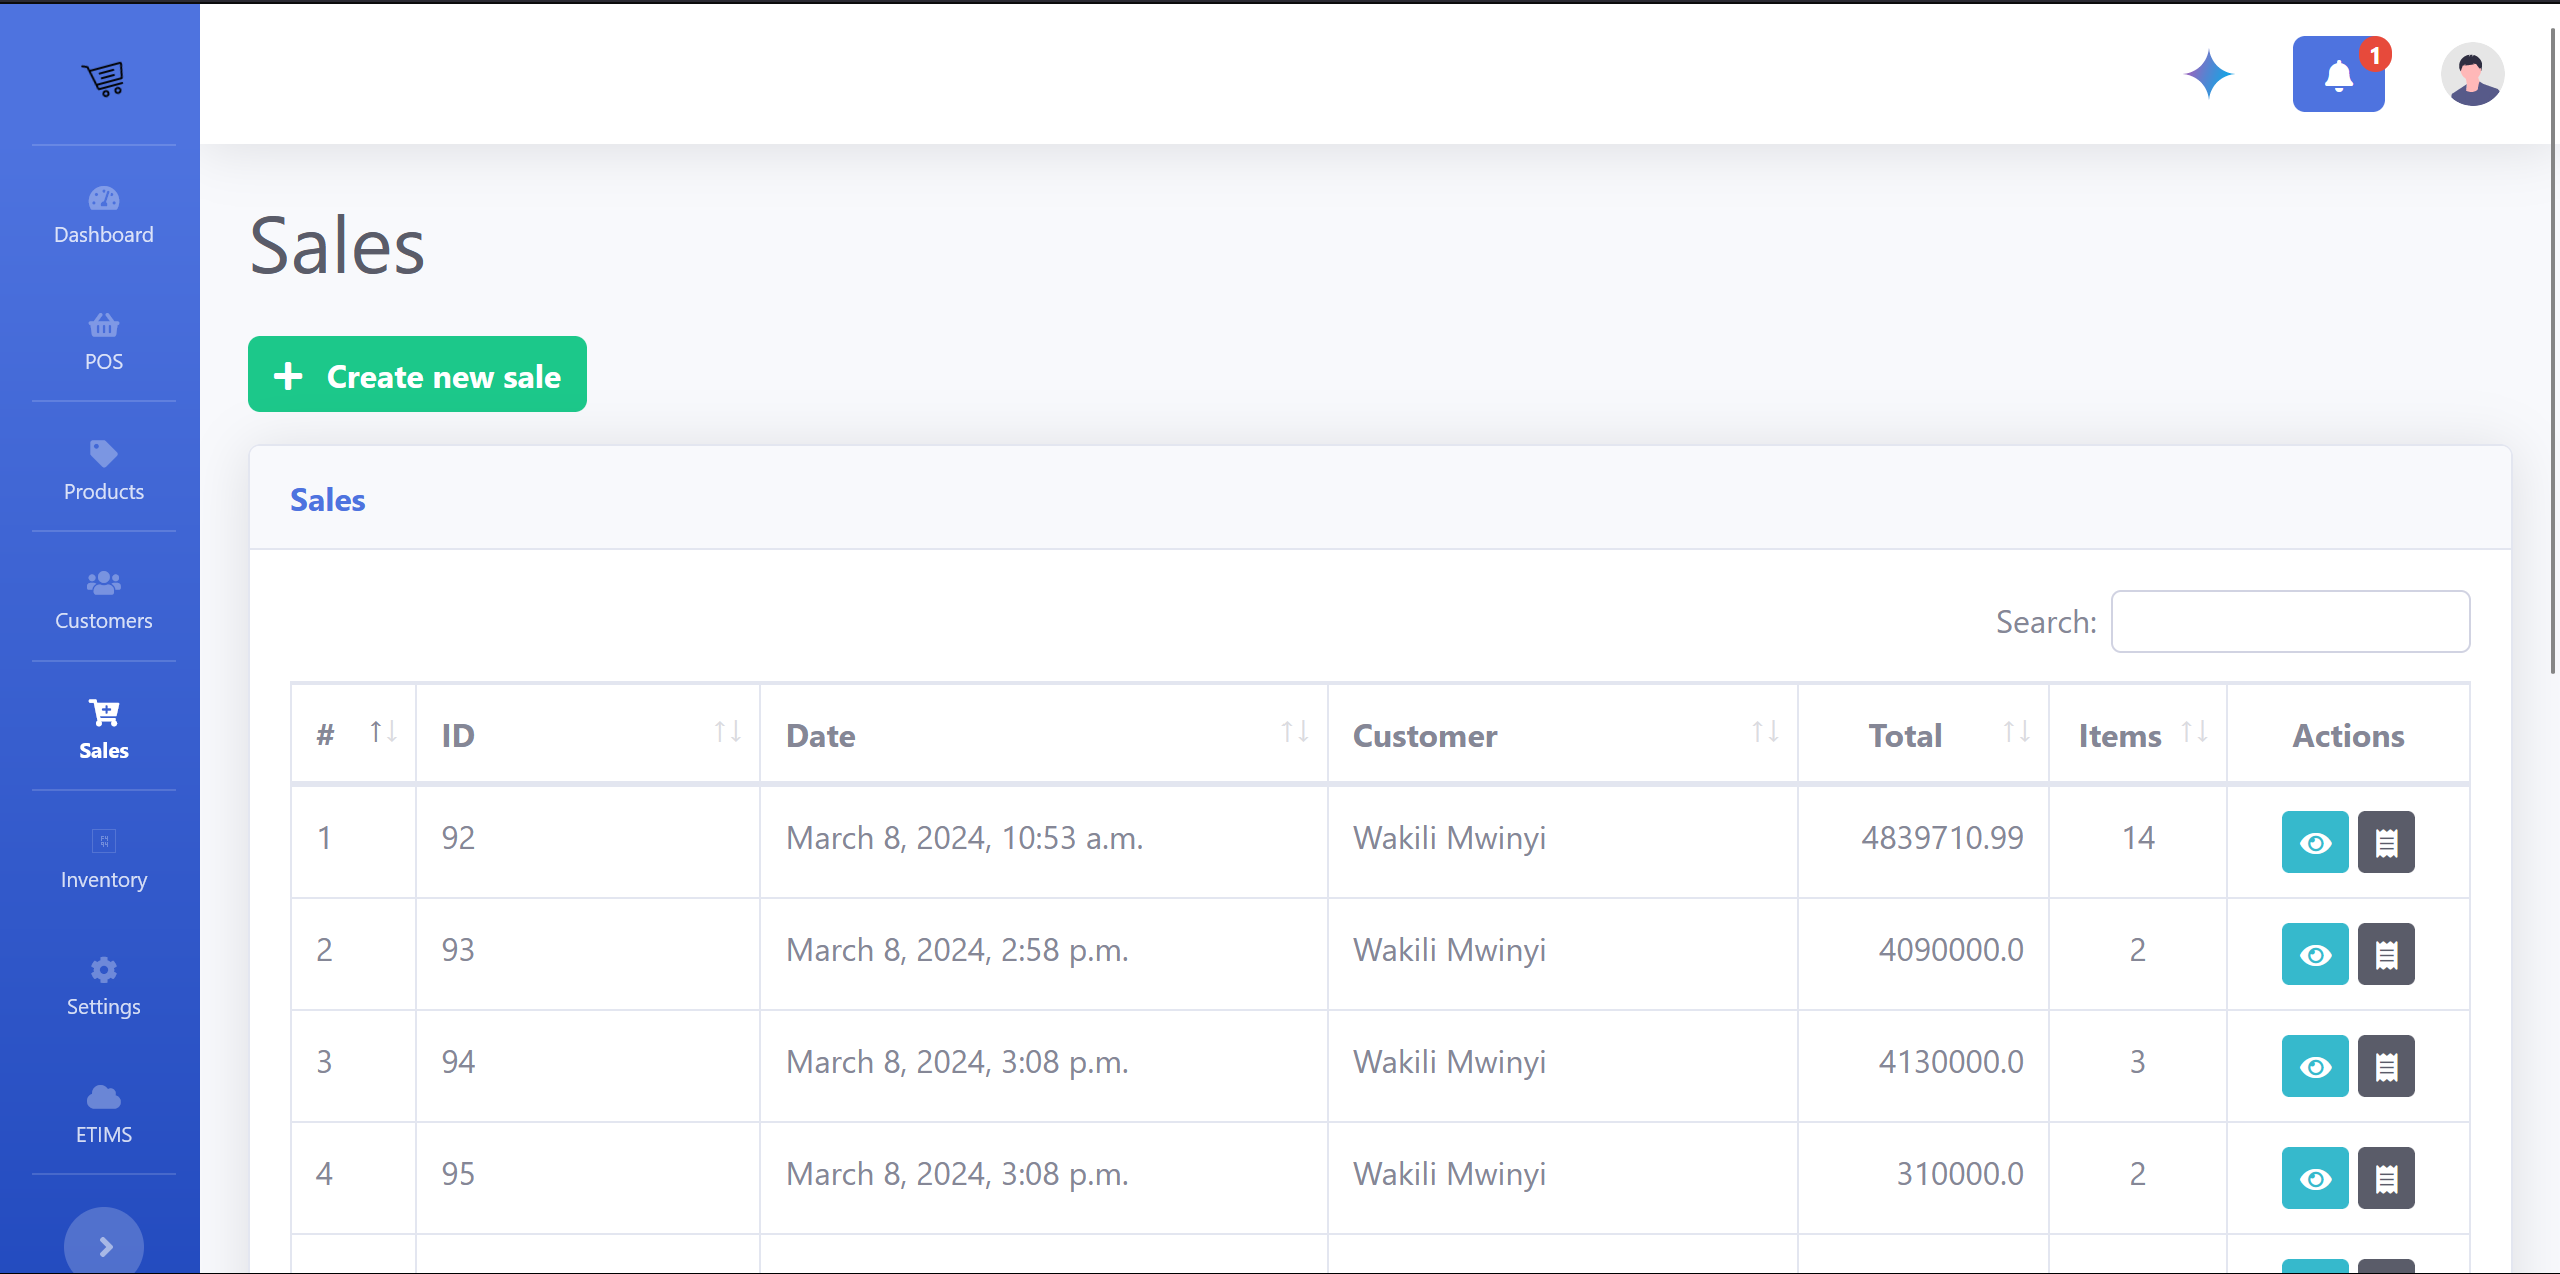 1
Dashboard
POS
Products
Customers
Sales
Inventory
Settings
ETIMS
Sales
Create new sale
Sales
Search:
# ID Date Customer Total Items Actions
1 92 March 8, 2024, 10:53 a.m. Wakili Mwinyi 4839710.99 14
2 93 March 8, 2024, 2:58 p.m. Wakili Mwinyi 4090000.0 2
3 94 March 8, 2024, 3:08 p.m. Wakili Mwinyi 4130000.0 3
4 95 March 8, 2024, 3:08 p.m. Wakili Mwinyi 310000.0 2